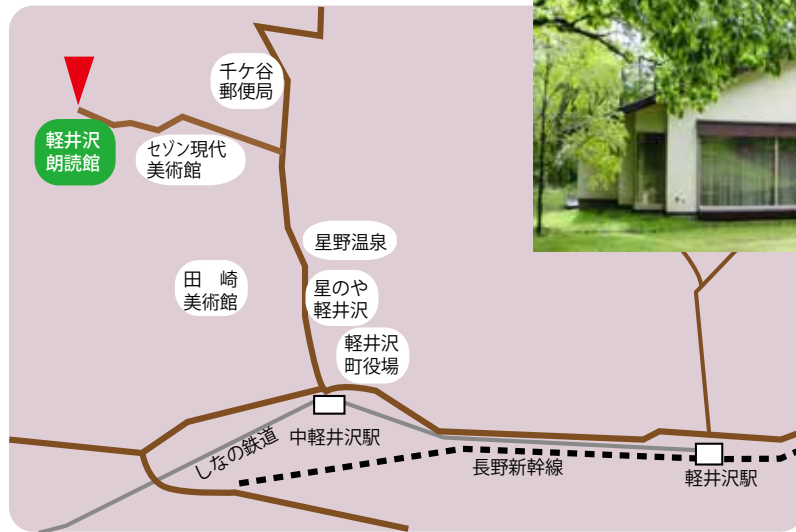 千ケ谷
郵便局
軽井沢
朗読館
セゾン現代
美術館
星野温泉
田　崎
美術館
星のや
軽井沢
軽井沢
町役場
しなの鉄道
中軽井沢駅
長野新幹線
軽井沢駅